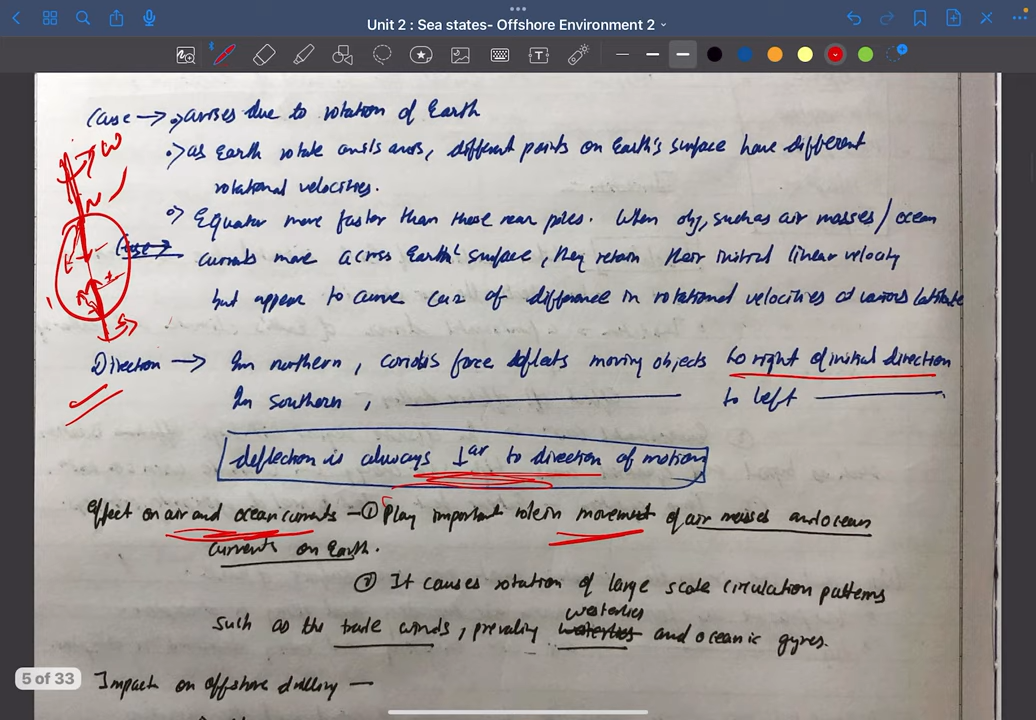 Unit 2 : Sea states- Offshore Environment 2
Cause → arises due to rotation of Earth
as Earth rotate on its axis, different points on Earth's surface have different
rotational velocities.
Equator move faster than those near poles. When obj, such as air masses/ocean
currents move across Earth's surface, they retain their initial linear velocity
but appear to curve coz of difference in rotational velocities at various latitude
Direction → In northern, coriolis force deflects moving objects to right of initial direction
In southern, to left
deflection is always ⊥ar to direction of motion
Effect on air and ocean currents - ① Play important role in movement of air masses and ocean
currents on Earth.
② It causes rotation of large scale circulation patterns
westerlies
such as the trade winds, prevailing and oceanic gyres.
5 of 33
Impact on offshore drilling —